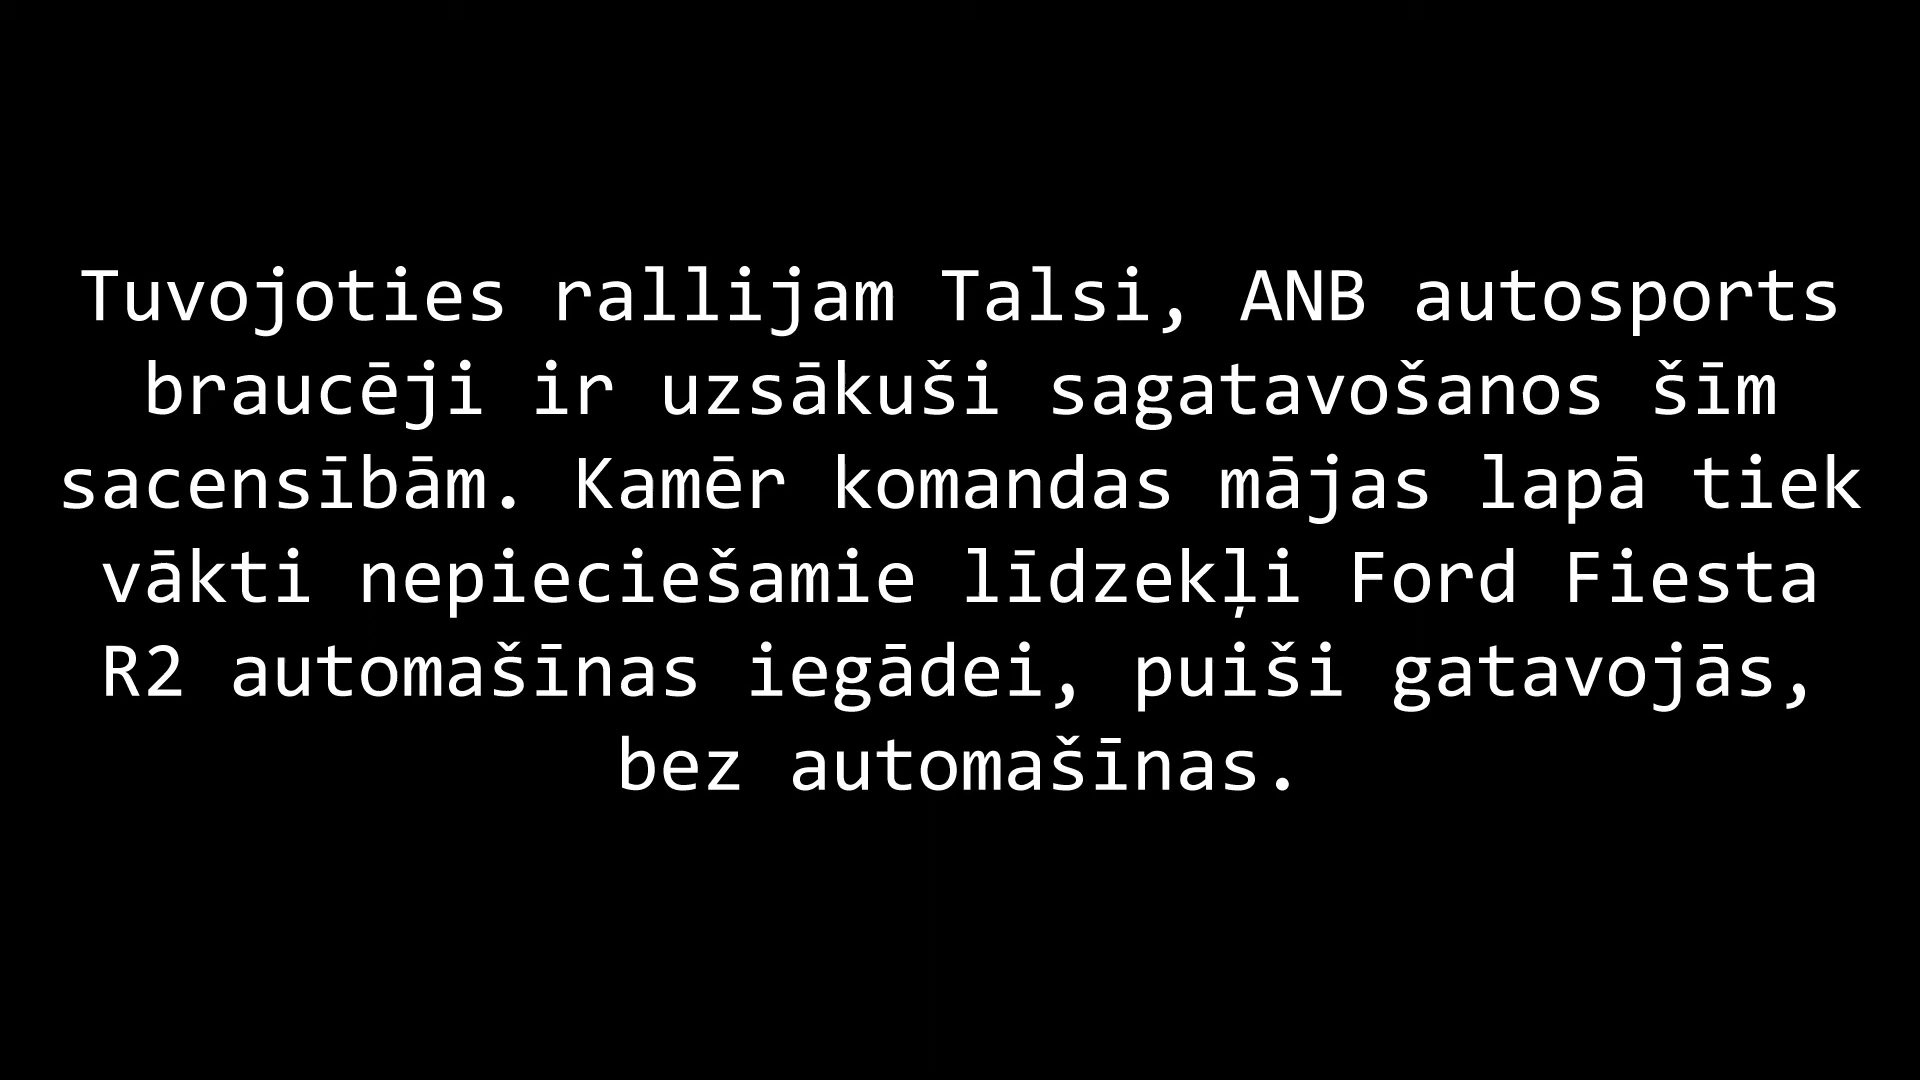 Tuvojoties rallijam Talsi, ANB autosports
braucēji ir uzsākuši sagatavošanos šīm
sacensībām. Kamēr komandas mājas lapā tiek
vākti nepieciešamie līdzekļi Ford Fiesta
R2 automašīnas iegādei, puiši gatavojās,
bez automašīnas.